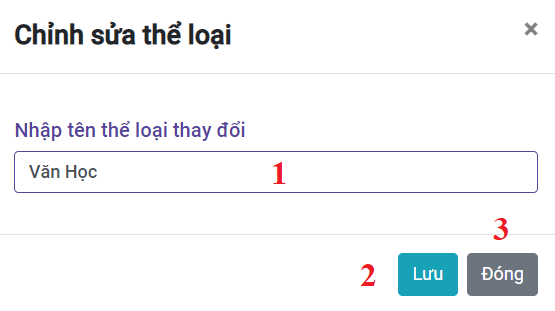 Chỉnh sửa thể loại ×
Nhập tên thể loại thay đổi
Văn Học 1
3
2 Lưu Đóng